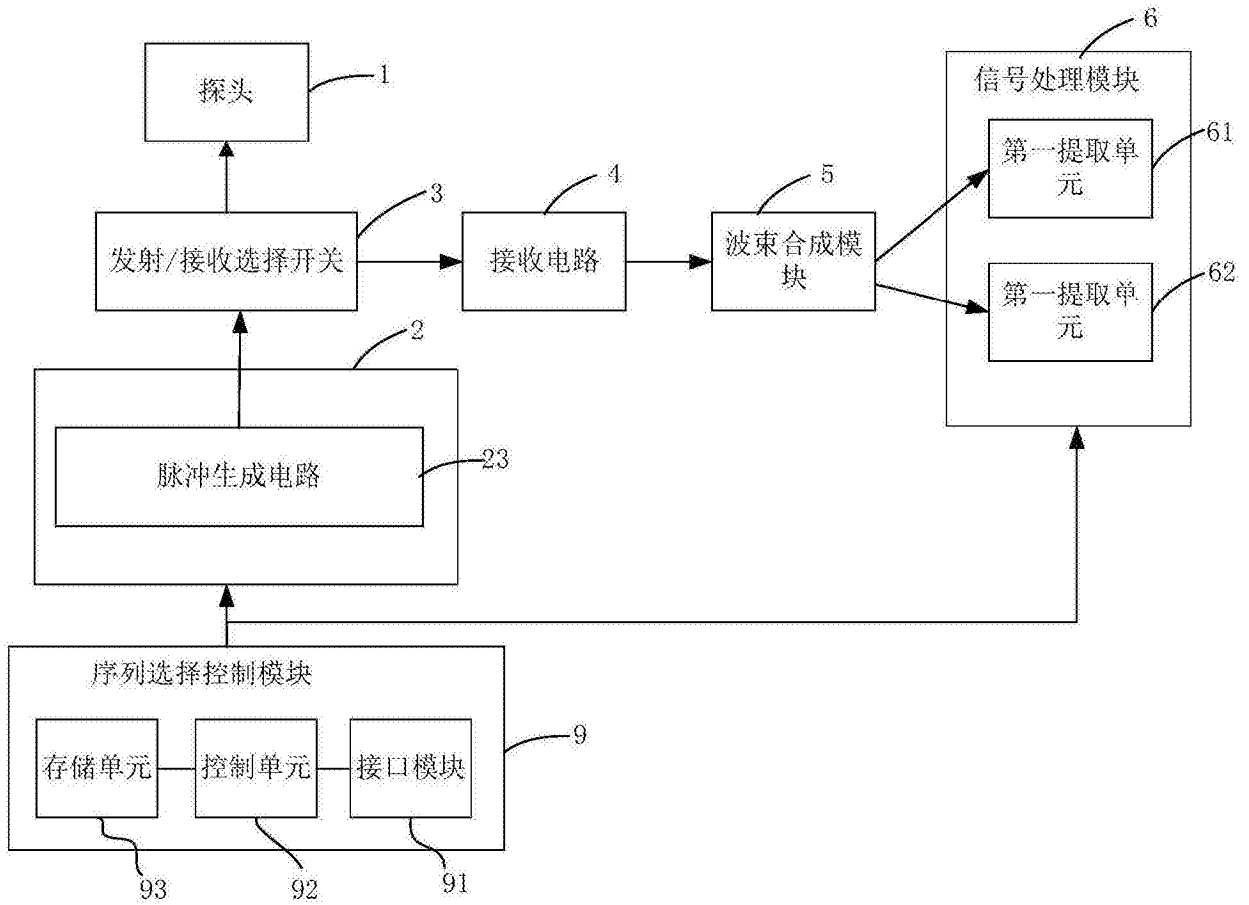 探头
1
发射/接收选择开关
3
接收电路
4
波束合成模
块
5
信号处理模块
6
第一提取单
元
61
第一提取单
元
62
2
脉冲生成电路
23
序列选择控制模块
9
存储单元
控制单元
接口模块
93
92
91